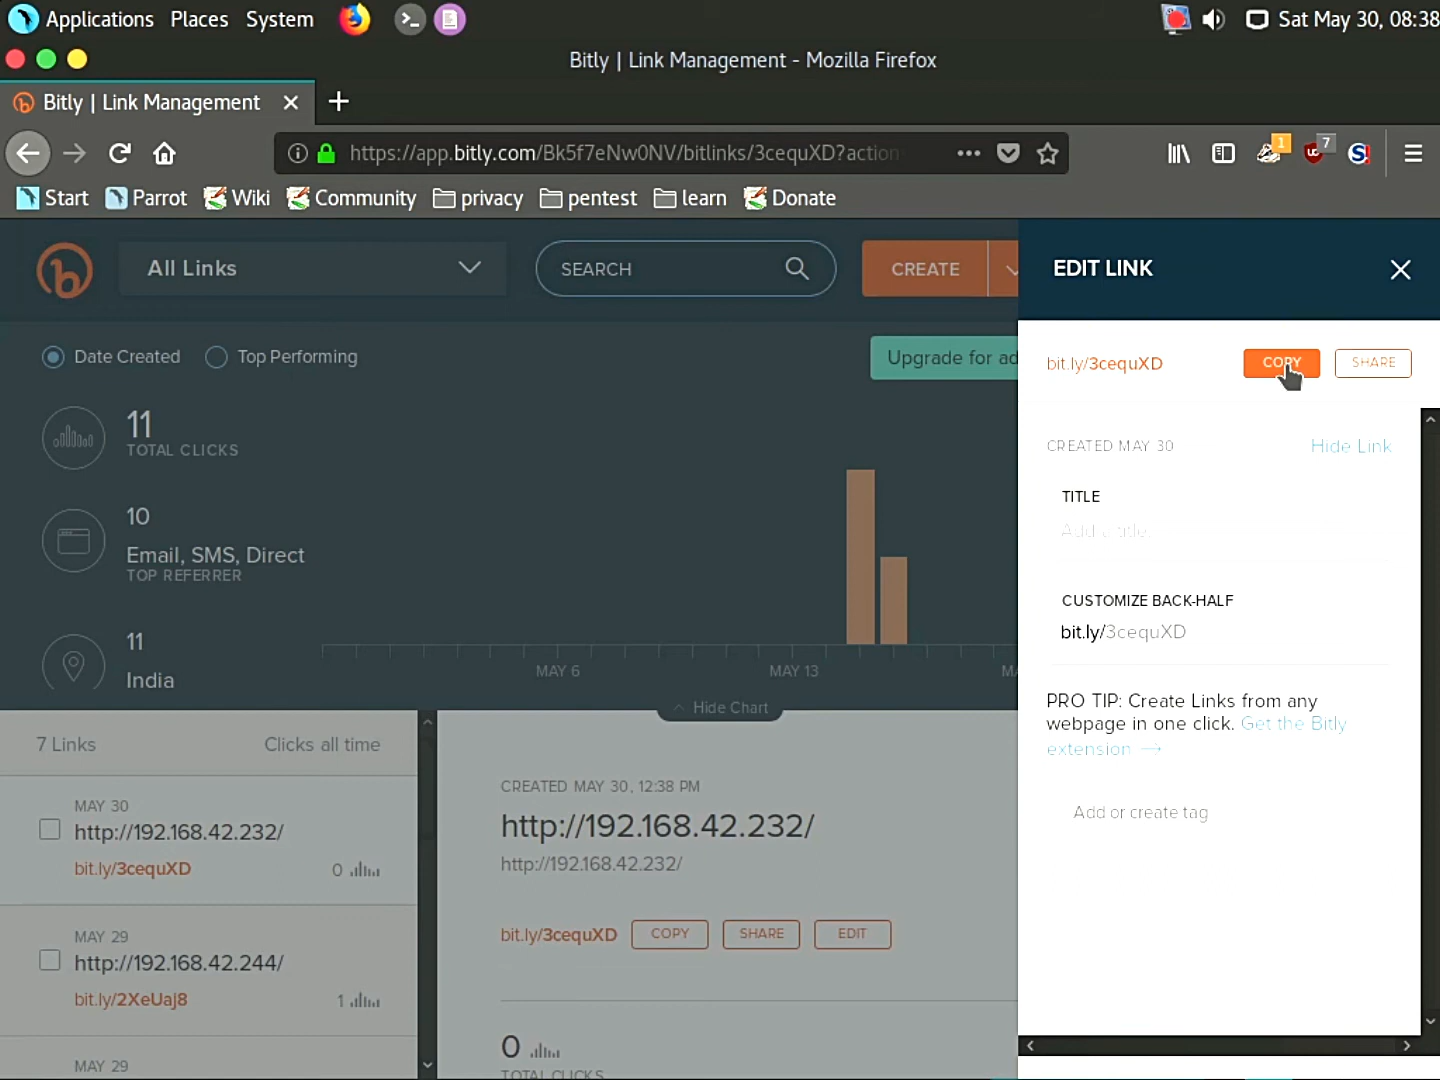 Applications Places System
Sat May 30, 08:38
Bitly | Link Management - Mozilla Firefox
Bitly | Link Management
https://app.bitly.com/Bk5f7eNw0NV/bitlinks/3cequXD?action
1
7
Start Parrot Wiki Community privacy pentest learn Donate
All Links
SEARCH
CREATE
EDIT LINK
Date Created Top Performing
Upgrade for ad
bit.ly/3cequXD COPY SHARE
11
TOTAL CLICKS
10
Email, SMS, Direct
TOP REFERRER
11
India
MAY 6 MAY 13
Hide Chart
CREATED MAY 30 Hide Link
TITLE
Add a title.
CUSTOMIZE BACK-HALF
bit.ly/3cequXD
PRO TIP: Create Links from any
webpage in one click. Get the Bitly
extension →
Add or create tag
7 Links Clicks all time
MAY 30
http://192.168.42.232/
bit.ly/3cequXD 0
MAY 29
http://192.168.42.244/
bit.ly/2XeUaj8 1
MAY 29
CREATED MAY 30, 12:38 PM
http://192.168.42.232/
http://192.168.42.232/
bit.ly/3cequXD COPY SHARE EDIT
0
TOTAL CLICKS